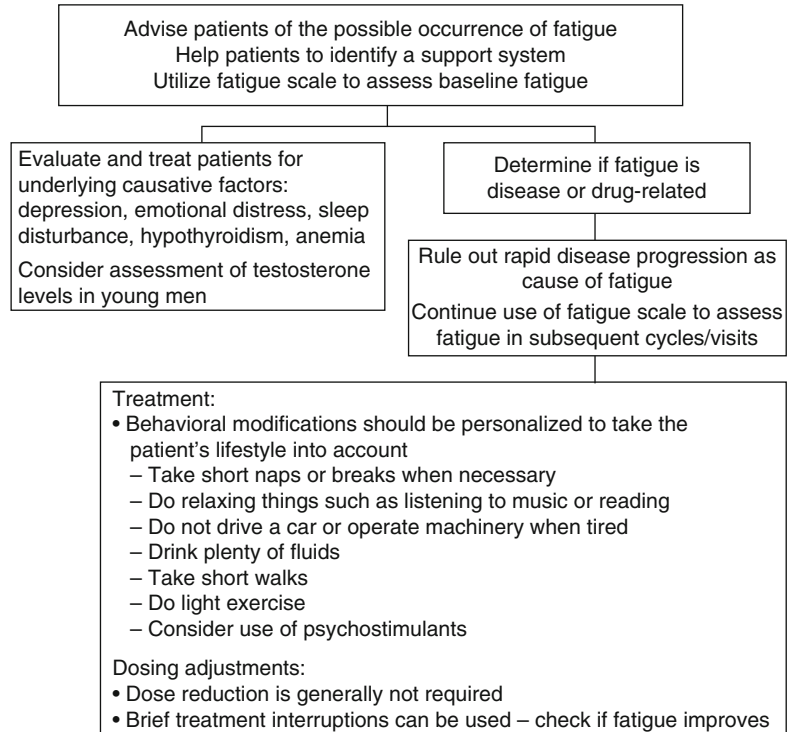 Advise patients of the possible occurrence of fatigue
Help patients to identify a support system
Utilize fatigue scale to assess baseline fatigue
Evaluate and treat patients for
underlying causative factors:
depression, emotional distress, sleep
disturbance, hypothyroidism, anemia
Consider assessment of testosterone
levels in young men
Determine if fatigue is
disease or drug-related
Rule out rapid disease progression as
cause of fatigue
Continue use of fatigue scale to assess
fatigue in subsequent cycles/visits
Treatment:
• Behavioral modifications should be personalized to take the
patient’s lifestyle into account
– Take short naps or breaks when necessary
– Do relaxing things such as listening to music or reading
– Do not drive a car or operate machinery when tired
– Drink plenty of fluids
– Take short walks
– Do light exercise
– Consider use of psychostimulants
Dosing adjustments:
• Dose reduction is generally not required
• Brief treatment interruptions can be used – check if fatigue improves